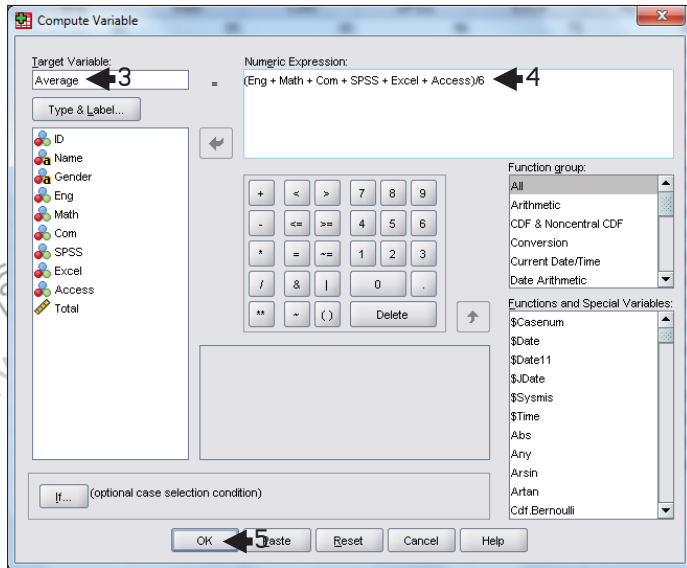 Compute Variable
Target Variable:
Average
3
=
Numeric Expression:
(Eng + Math + Com + SPSS + Excel + Access)/6
4
Type & Label...
ID
Name
Gender
Eng
Math
Com
SPSS
Excel
Access
Total
+ < > 7 8 9
- <= >= 4 5 6
* = ~= 1 2 3
/ & | 0 .
** ~ ( ) Delete
Function group:
All
Arithmetic
CDF & Noncentral CDF
Conversion
Current Date/Time
Date Arithmetic
Functions and Special Variables:
$Casenum
$Date
$Date11
$JDate
$Sysmis
$Time
Abs
Any
Arsin
Artan
Cdf.Bernoulli
If... (optional case selection condition)
OK 5 Paste Reset Cancel Help